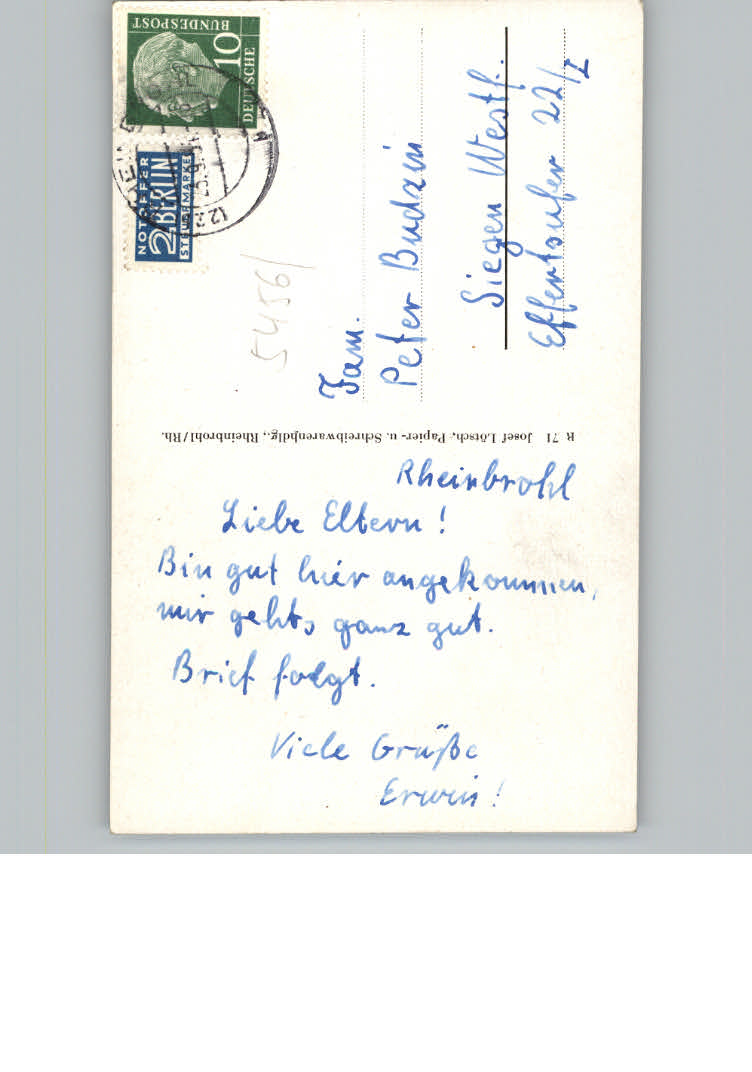 DEUTSCHE
BUNDESPOST
10
NOTOPFER
2 BERLIN
STEUERMARKE
5456/
Fam.
Peter Budzin
Siegen Westf.
Effertsufer 22/I
R 71 Josef Lötsch, Papier- u. Schreibwarenhdlg., Rheinbrohl/Rh.
Rheinbrohl
Liebe Eltern!
Bin gut hier angekommen,
mir gehts ganz gut.
Brief folgt.
Viele Grüße
Erwin!